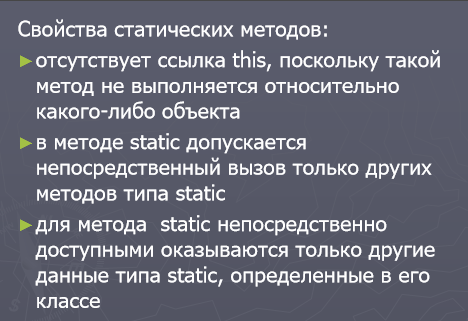 Свойства статических методов:
►отсутствует ссылка this, поскольку такой
метод не выполняется относительно
какого-либо объекта
►в методе static допускается
непосредственный вызов только других
методов типа static
►для метода  static непосредственно
доступными оказываются только другие
данные типа static, определенные в его
классе